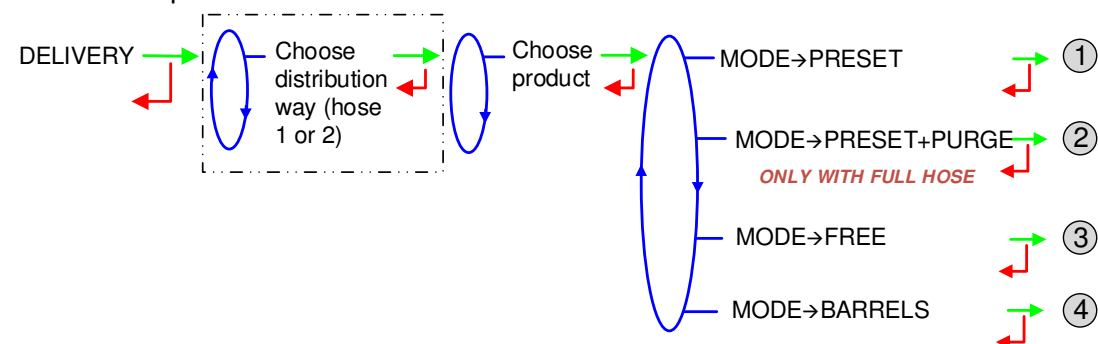 DELIVERY
Choose
distribution
way (hose
1 or 2)
Choose
product
MODE→PRESET
1
MODE→PRESET+PURGE
2
ONLY WITH FULL HOSE
MODE→FREE
3
MODE→BARRELS
4